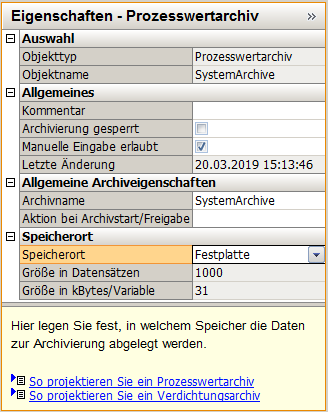 Eigenschaften - Prozesswertarchiv »
Auswahl
Objekttyp Prozesswertarchiv
Objektname SystemArchive
Allgemeines
Kommentar
Archivierung gesperrt
Manuelle Eingabe erlaubt
Letzte Änderung 20.03.2019 15:13:46
Allgemeine Archiveigenschaften
Archivname SystemArchive
Aktion bei Archivstart/Freigabe
Speicherort
Speicherort Festplatte
Größe in Datensätzen 1000
Größe in kBytes/Variable 31
Hier legen Sie fest, in welchem Speicher die Daten
zur Archivierung abgelegt werden.
So projektieren Sie ein Prozesswertarchiv
So projektieren Sie ein Verdichtungsarchiv